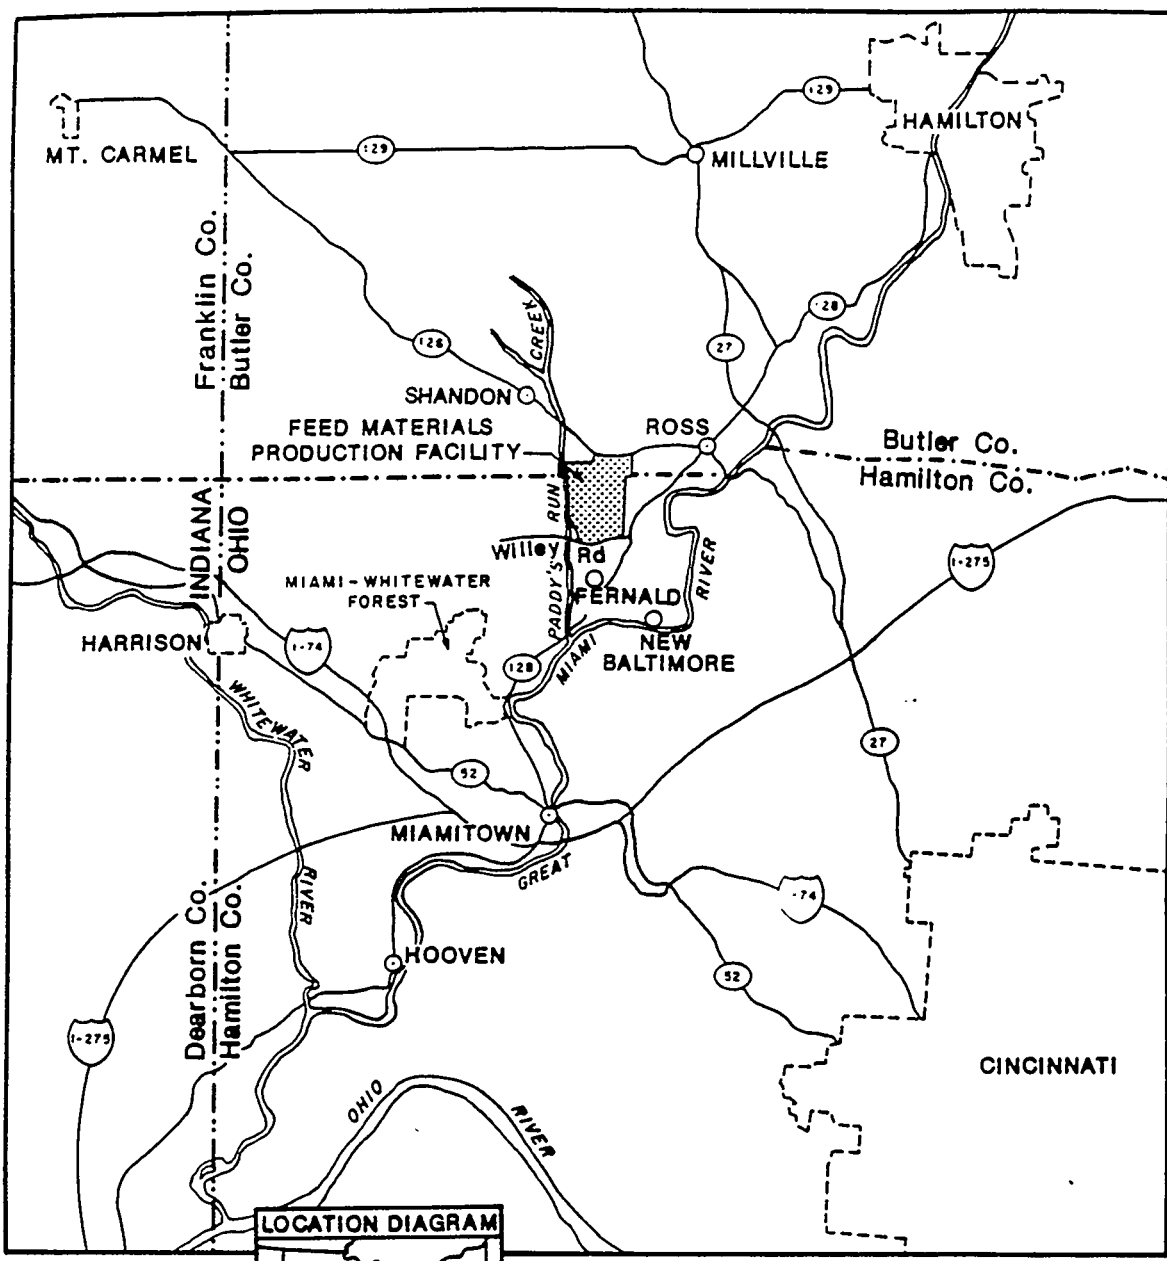 HAMILTON
129
MT. CARMEL
129
MILLVILLE
Franklin Co.
Butler Co.
CREEK
128
27
126
SHANDON
ROSS
FEED MATERIALS
PRODUCTION FACILITY
Butler Co.
Hamilton Co.
INDIANA
OHIO
PADDY'S RUN
Willey Rd
RIVER
I-275
MIAMI-WHITEWATER
FOREST
FERNALD
HARRISON
I-74
NEW
BALTIMORE
128
MIAMI
WHITEWATER
27
52
MIAMITOWN
GREAT
RIVER
I-74
Dearborn Co.
Hamilton Co.
HOOVEN
52
I-275
CINCINNATI
OHIO
RIVER
LOCATION DIAGRAM